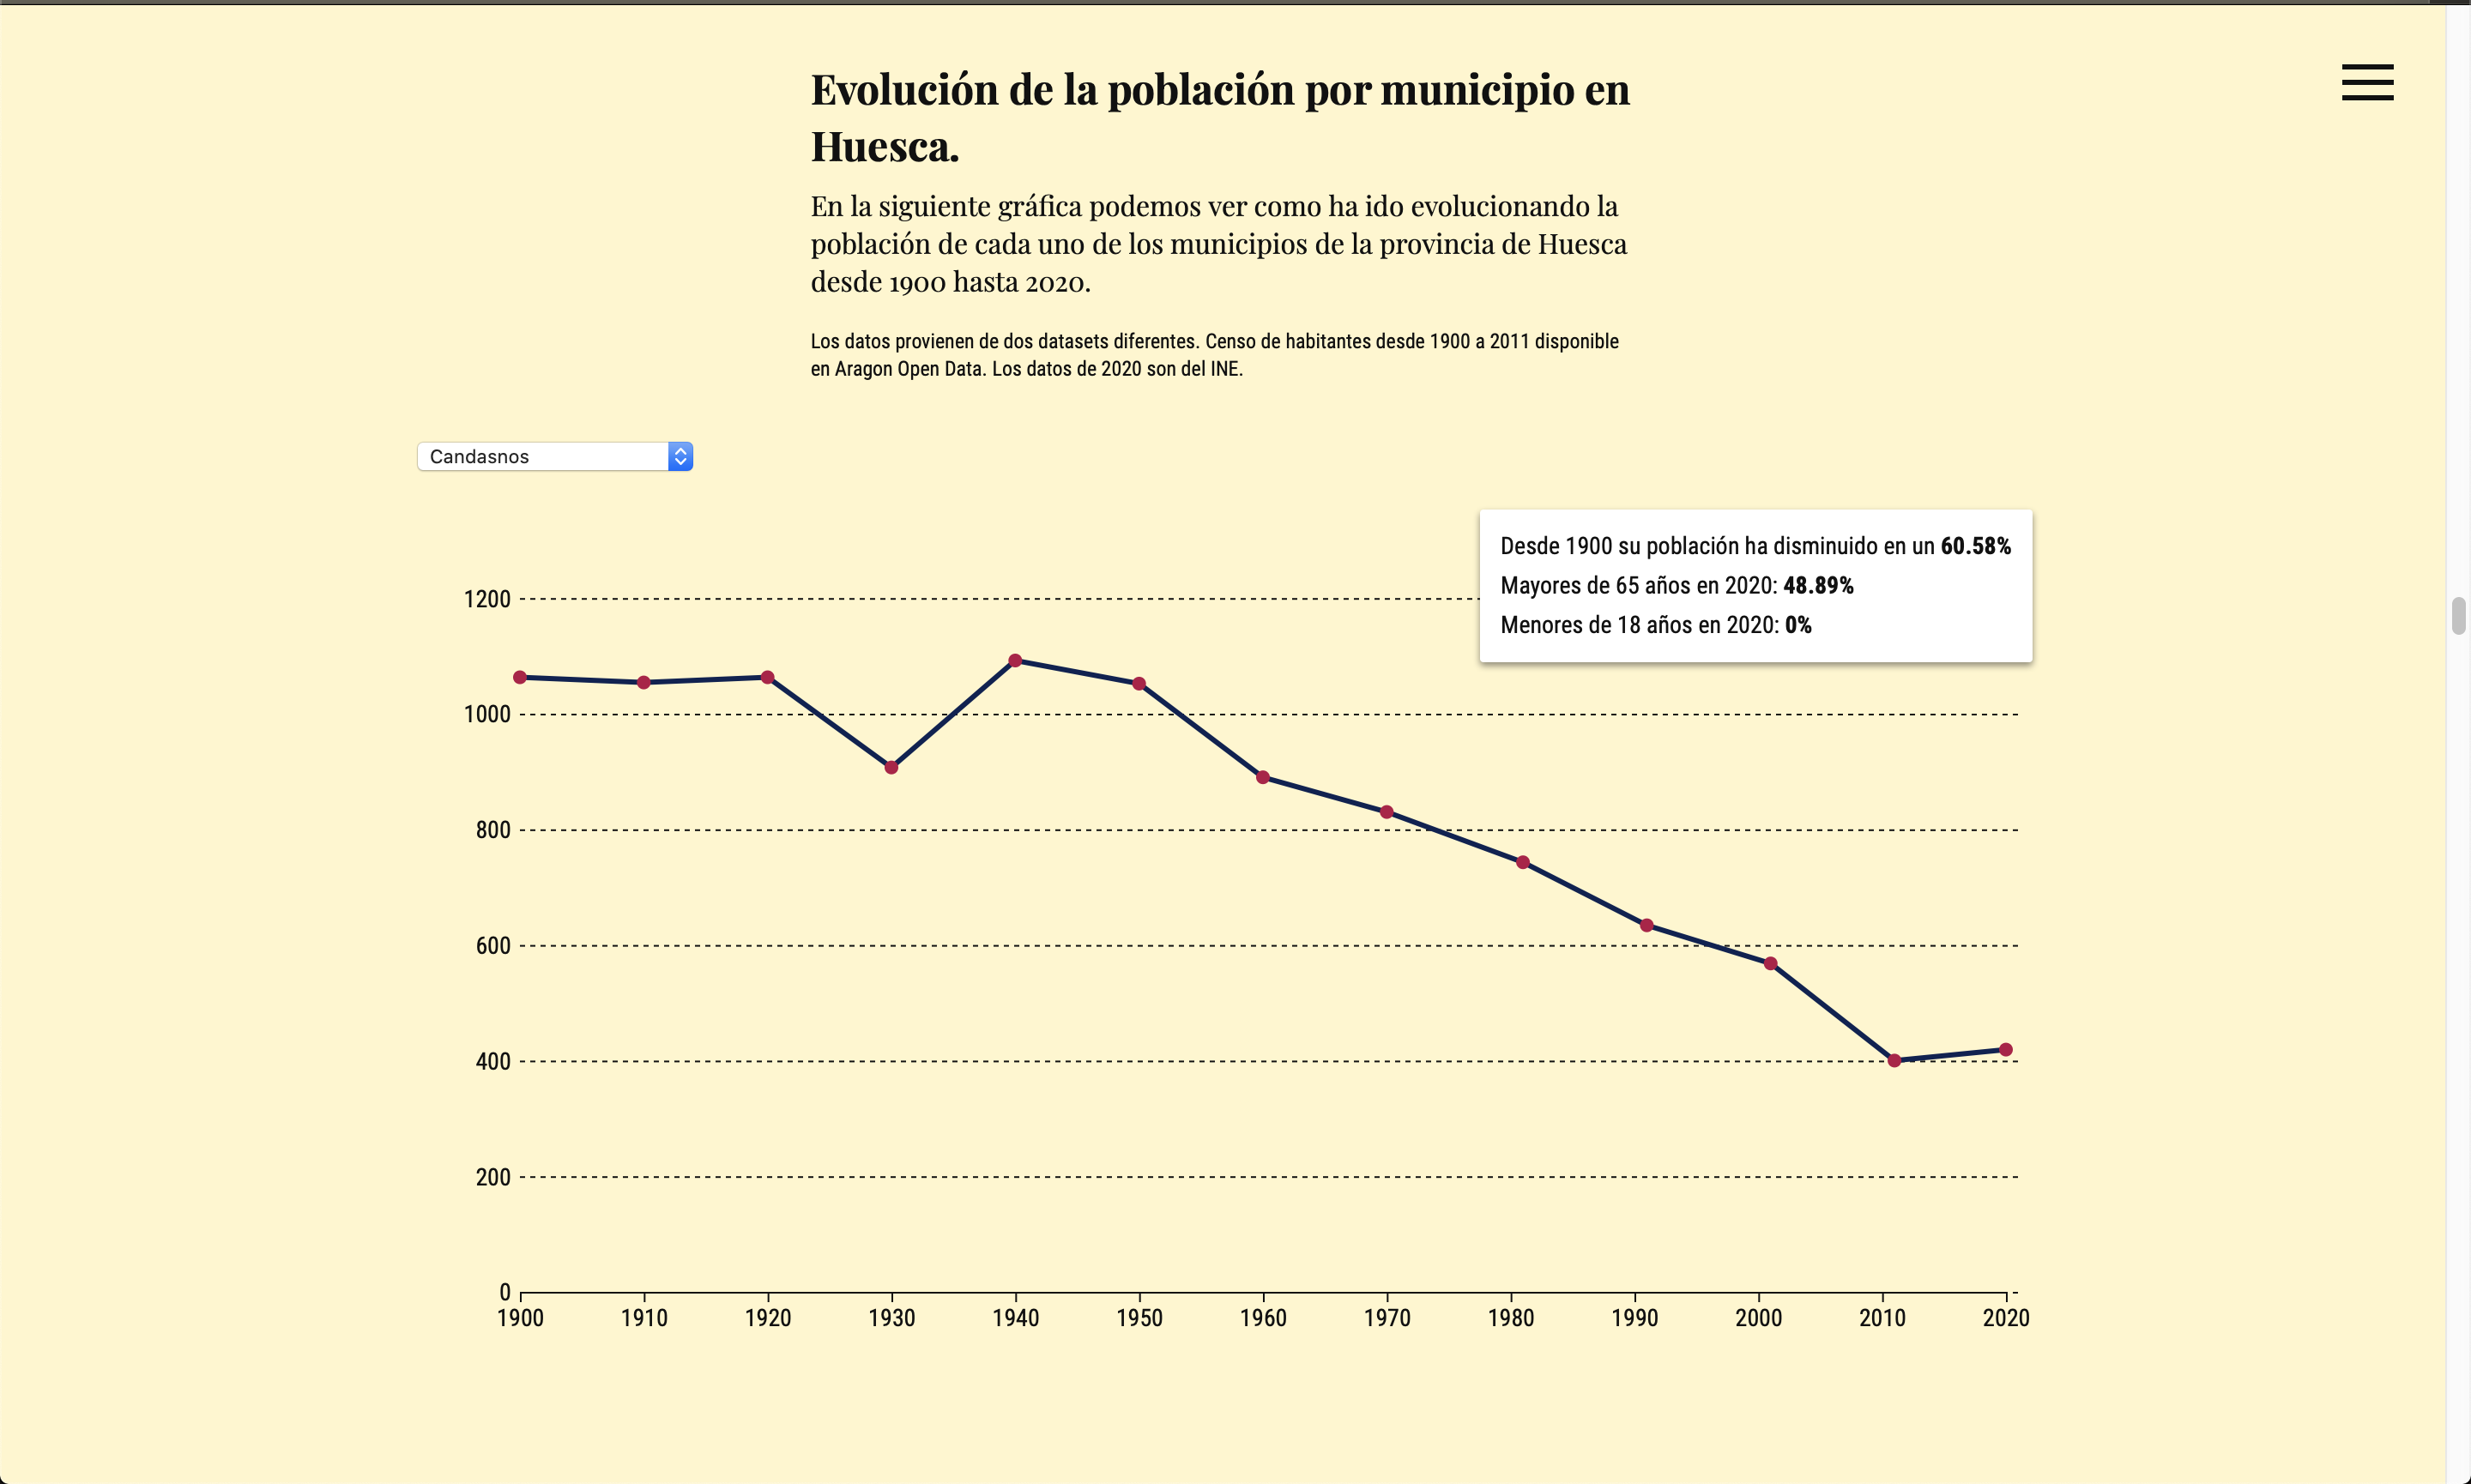 Evolución de la población por municipio en
Huesca.
En la siguiente gráfica podemos ver como ha ido evolucionando la
población de cada uno de los municipios de la provincia de Huesca
desde 1900 hasta 2020.
Los datos provienen de dos datasets diferentes. Censo de habitantes desde 1900 a 2011 disponible
en Aragon Open Data. Los datos de 2020 son del INE.
Candasnos
Desde 1900 su población ha disminuido en un 60.58%
Mayores de 65 años en 2020: 48.89%
Menores de 18 años en 2020: 0%
1200
1000
800
600
400
200
0
1900 1910 1920 1930 1940 1950 1960 1970 1980 1990 2000 2010 2020